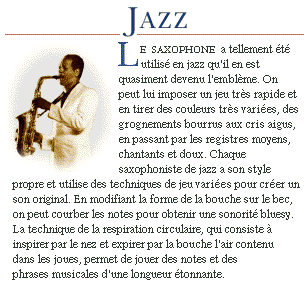 JAZZ
LE SAXOPHONE a tellement été
utilisé en jazz qu'il en est
quasiment devenu l'emblème. On
peut lui imposer un jeu très rapide et
en tirer des couleurs très variées, des
grognements bourrus aux cris aigus,
en passant par les registres moyens,
chantants et doux. Chaque
saxophoniste de jazz a son style
propre et utilise des techniques de jeu variées pour créer un
son original. En modifiant la forme de la bouche sur le bec,
on peut courber les notes pour obtenir une sonorité bluesy.
La technique de la respiration circulaire, qui consiste à
inspirer par le nez et expirer par la bouche l'air contenu
dans les joues, permet de jouer des notes et des
phrases musicales d'une longueur étonnante.